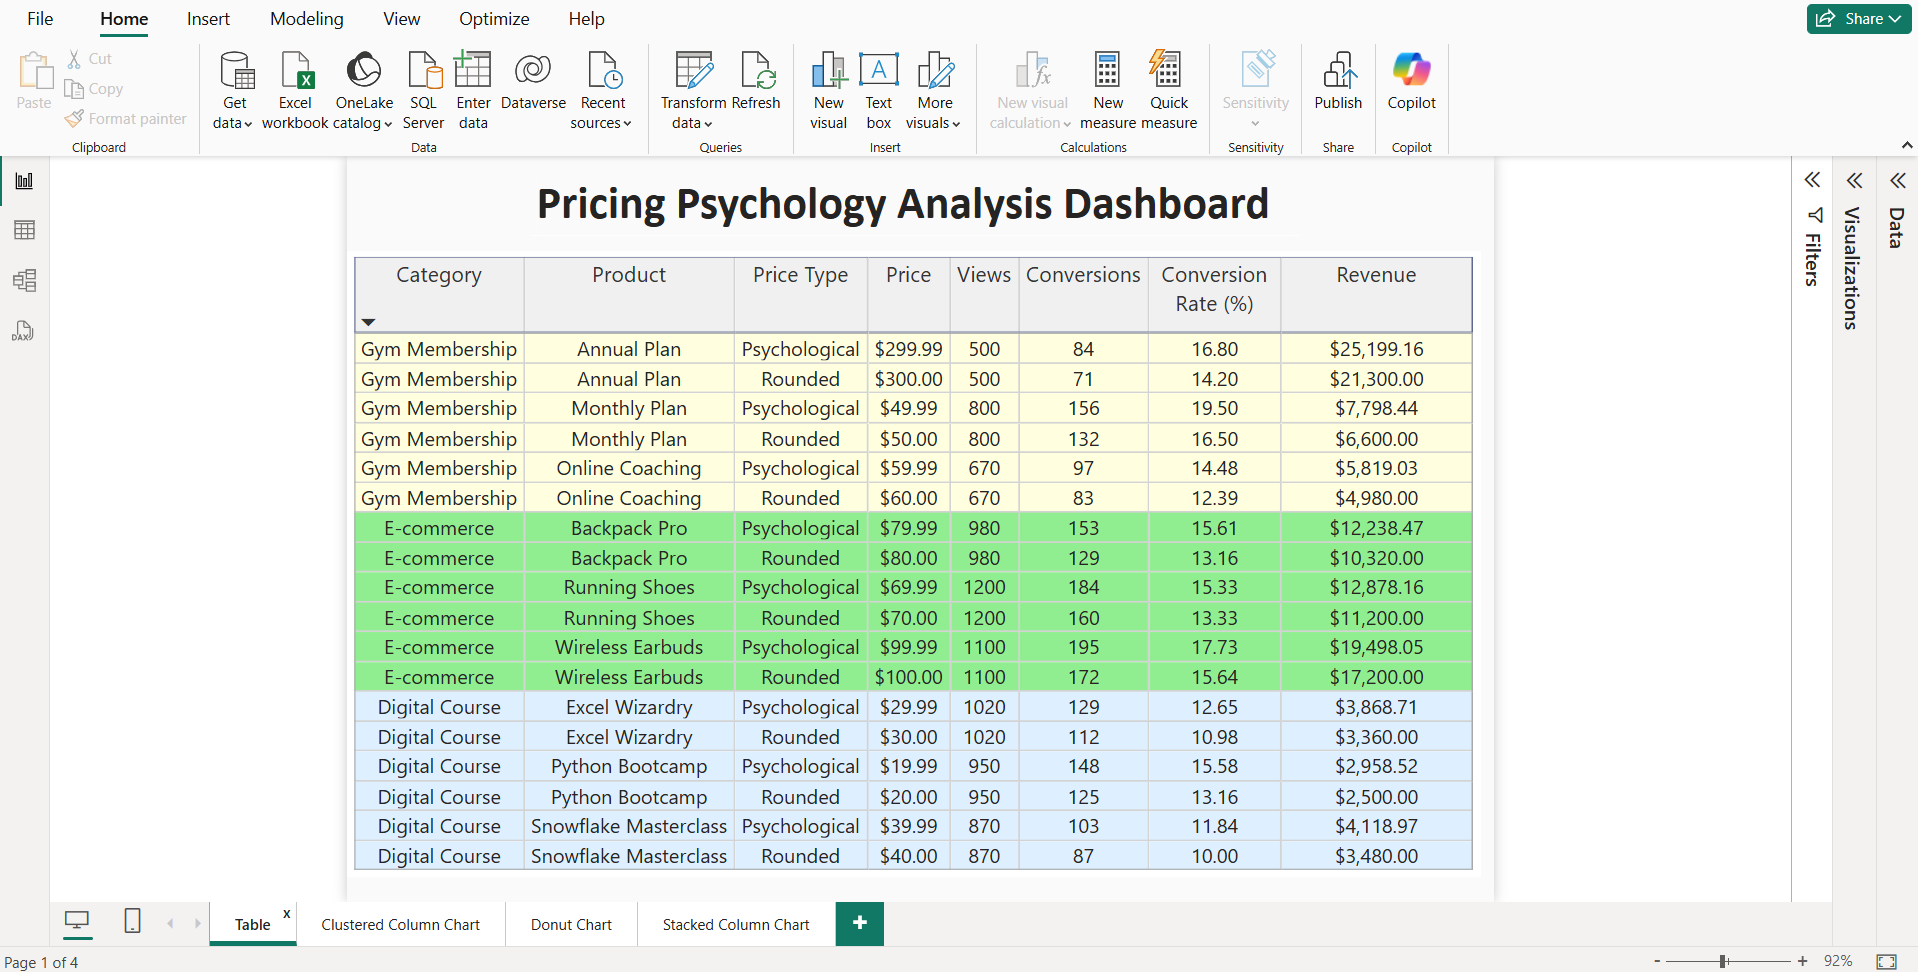 File Home Insert Modeling View Optimize Help Share
Paste Cut
Copy
Format painter
Clipboard
Get data
Excel workbook
OneLake catalog
SQL Server
Enter data
Dataverse
Recent sources
Data
Transform data
Refresh
Queries
New visual
Text box
A
More visuals
Insert
New visual calculation
New measure
Quick measure
Calculations
Sensitivity
Sensitivity
Publish
Share
Copilot
Copilot
DAX
Pricing Psychology Analysis Dashboard
Category Product Price Type Price Views Conversions Conversion Rate (%) Revenue
Gym Membership Annual Plan Psychological $299.99 500 84 16.80 $25,199.16
Gym Membership Annual Plan Rounded $300.00 500 71 14.20 $21,300.00
Gym Membership Monthly Plan Psychological $49.99 800 156 19.50 $7,798.44
Gym Membership Monthly Plan Rounded $50.00 800 132 16.50 $6,600.00
Gym Membership Online Coaching Psychological $59.99 670 97 14.48 $5,819.03
Gym Membership Online Coaching Rounded $60.00 670 83 12.39 $4,980.00
E-commerce Backpack Pro Psychological $79.99 980 153 15.61 $12,238.47
E-commerce Backpack Pro Rounded $80.00 980 129 13.16 $10,320.00
E-commerce Running Shoes Psychological $69.99 1200 184 15.33 $12,878.16
E-commerce Running Shoes Rounded $70.00 1200 160 13.33 $11,200.00
E-commerce Wireless Earbuds Psychological $99.99 1100 195 17.73 $19,498.05
E-commerce Wireless Earbuds Rounded $100.00 1100 172 15.64 $17,200.00
Digital Course Excel Wizardry Psychological $29.99 1020 129 12.65 $3,868.71
Digital Course Excel Wizardry Rounded $30.00 1020 112 10.98 $3,360.00
Digital Course Python Bootcamp Psychological $19.99 950 148 15.58 $2,958.52
Digital Course Python Bootcamp Rounded $20.00 950 125 13.16 $2,500.00
Digital Course Snowflake Masterclass Psychological $39.99 870 103 11.84 $4,118.97
Digital Course Snowflake Masterclass Rounded $40.00 870 87 10.00 $3,480.00
Filters
Visualizations
Data
Table x Clustered Column Chart Donut Chart Stacked Column Chart +
Page 1 of 4 - + 92%